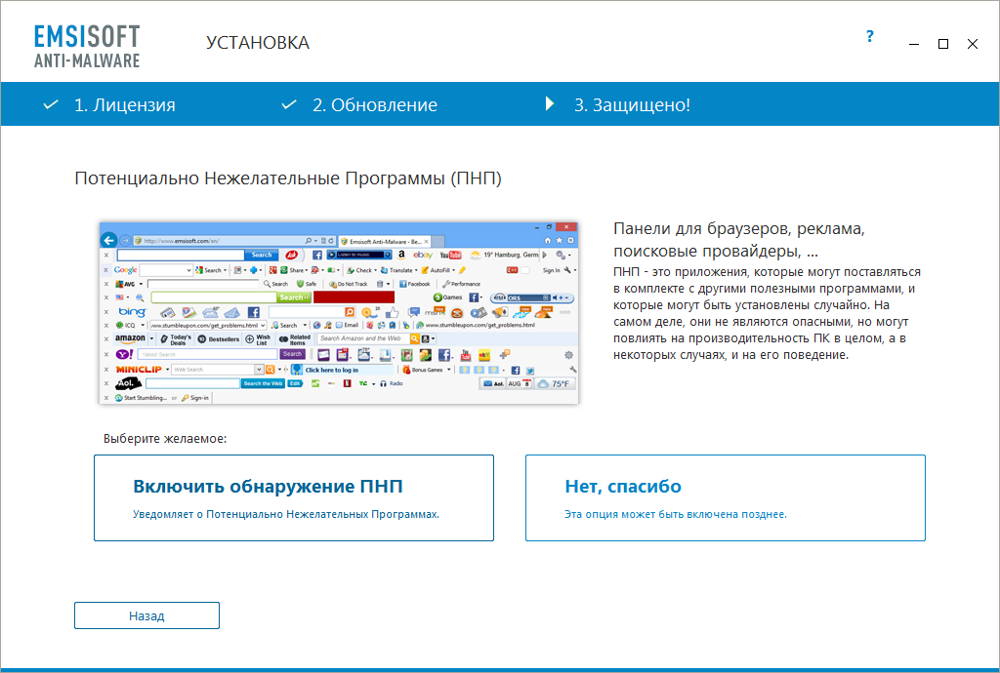 EMSISOFT
ANTI-MALWARE
УСТАНОВКА
?
1. Лицензия
2. Обновление
3. Защищено!
Потенциально Нежелательные Программы (ПНП)
http://www.emsisoft.com/en/
Emsisoft Anti-Malware - Be...
Search
Ask
Listen to music
ebay
You Tube
19° Hamburg, Germ
Google
Search
Share
Check
Translate
AutoFill
Sign In
AVG
Search
Safe
Do Not Track
Facebook
Performance
Search
Games
bing
msn
ICQ
www.stumbleupon.com/get_problems.html
Search
Email
www.stumbleupon.com/get_problems.html
amazon
Today's Deals
Bestsellers
Wish List
Related Items
Search Amazon and the Web
Y!
Yahoo Search
Search
MINICLIP
Web Search
Click here to log in
Bonus Games
Aol.
Search the Web
Edit
Radio
Aol.
AUG 8
75°F
Start Stumbling... or Sign-in
Панели для браузеров, реклама,
поисковые провайдеры, ...
ПНП - это приложения, которые могут поставляться
в комплекте с другими полезными программами, и
которые могут быть установлены случайно. На
самом деле, они не являются опасными, но могут
повлиять на производительность ПК в целом, а в
некоторых случаях, и на его поведение.
Выберите желаемое:
Включить обнаружение ПНП
Уведомляет о Потенциально Нежелательных Программах.
Нет, спасибо
Эта опция может быть включена позднее.
Назад